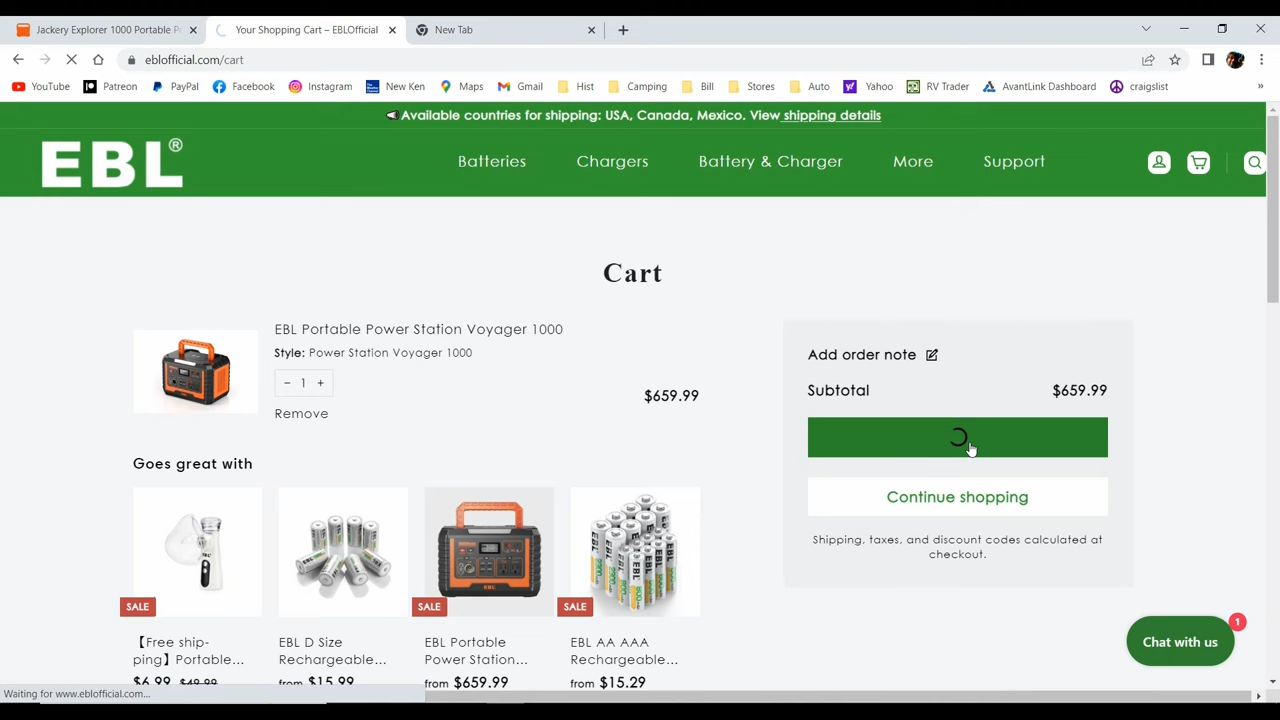 Jackery Explorer 1000 Portable P
Your Shopping Cart – EBLOfficial
New Tab
eblofficial.com/cart
YouTube
Patreon
PayPal
Facebook
Instagram
New Ken
Maps
Gmail
Hist
Camping
Bill
Stores
Auto
Yahoo
RV Trader
AvantLink Dashboard
craigslist
»
Available countries for shipping: USA, Canada, Mexico. View shipping details
EBL®
Batteries
Chargers
Battery & Charger
More
Support
Cart
EBL Portable Power Station Voyager 1000
Style: Power Station Voyager 1000
− 1 +
$659.99
Remove
Add order note
Subtotal $659.99
Continue shopping
Shipping, taxes, and discount codes calculated at
checkout.
Goes great with
SALE
SALE
SALE
【Free ship-
ping】Portable...
$6.99 $49.99
EBL D Size
Rechargeable...
from $15.99
EBL Portable
Power Station...
from $659.99
EBL AA AAA
Rechargeable...
from $15.29
Chat with us
1
Waiting for www.eblofficial.com...